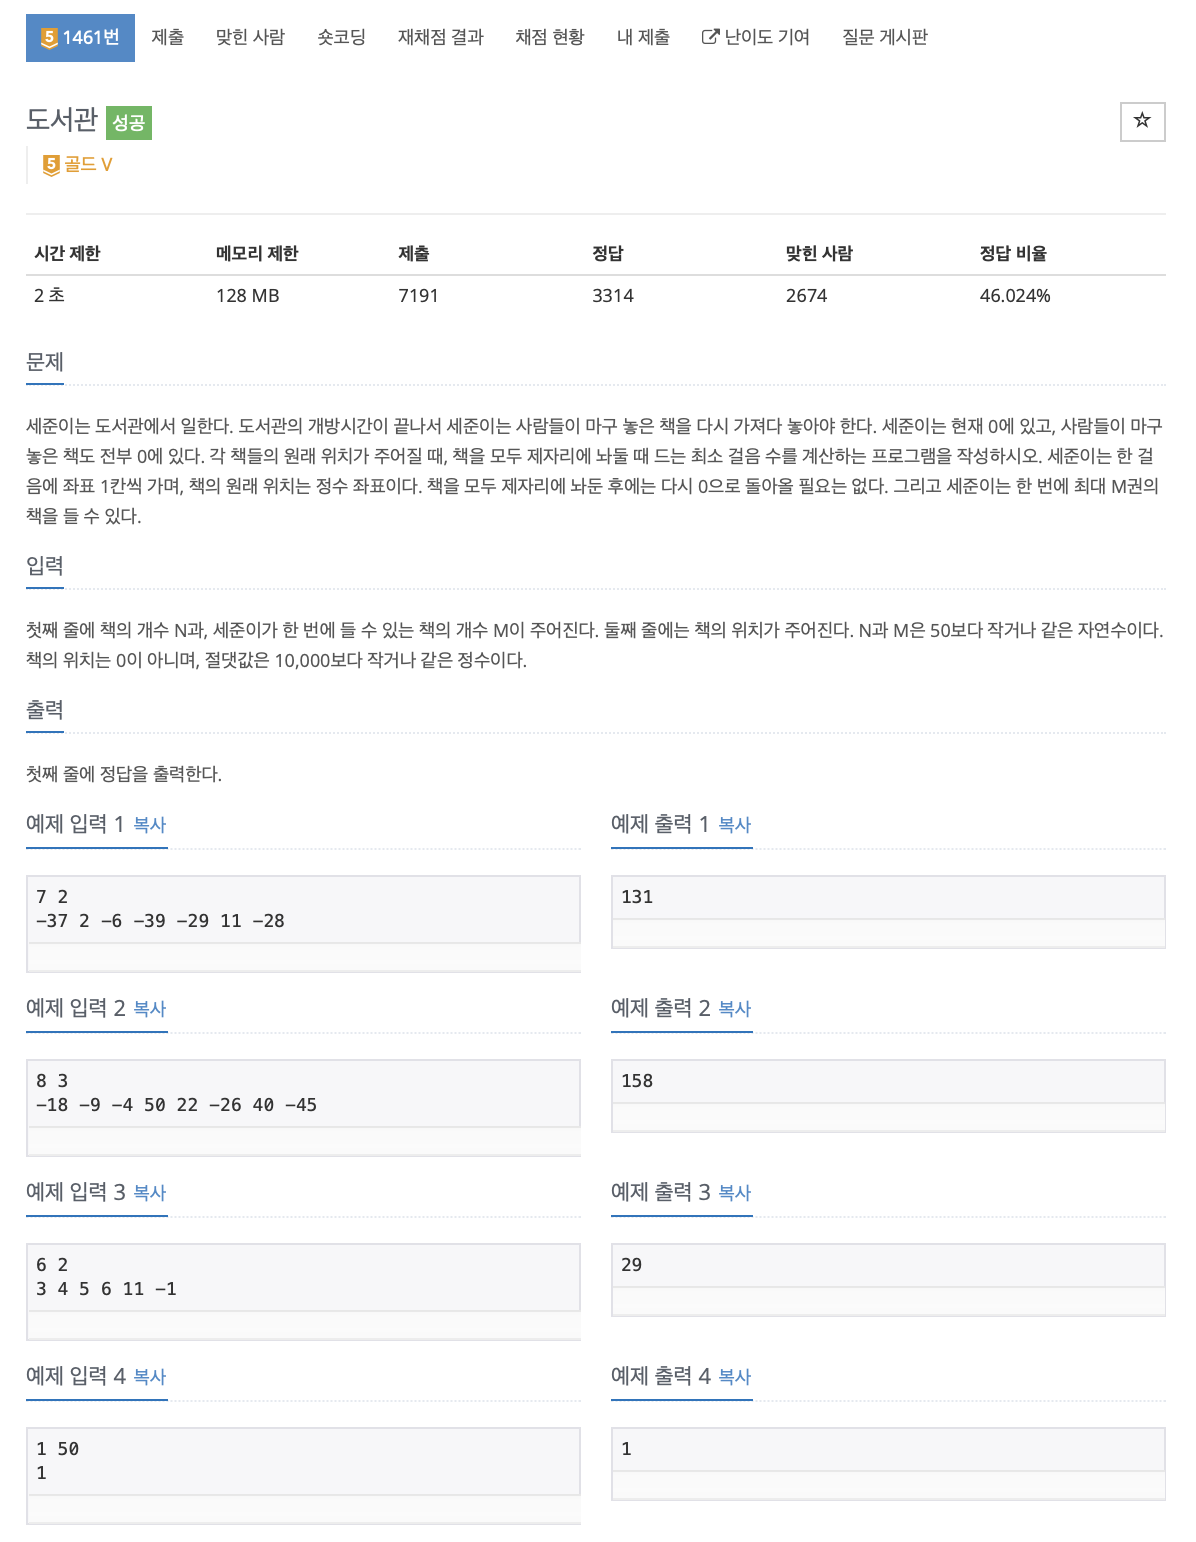 5 1461번 제출 맞힌 사람 숏코딩 재채점 결과 채점 현황 내 제출 난이도 기여 질문 게시판
도서관 성공
5 골드 V
시간 제한 메모리 제한 제출 정답 맞힌 사람 정답 비율
2 초 128 MB 7191 3314 2674 46.024%
문제
세준이는 도서관에서 일한다. 도서관의 개방시간이 끝나서 세준이는 사람들이 마구 놓은 책을 다시 가져다 놓아야 한다. 세준이는 현재 0에 있고, 사람들이 마구
놓은 책도 전부 0에 있다. 각 책들의 원래 위치가 주어질 때, 책을 모두 제자리에 놔둘 때 드는 최소 걸음 수를 계산하는 프로그램을 작성하시오. 세준이는 한 걸
음에 좌표 1칸씩 가며, 책의 원래 위치는 정수 좌표이다. 책을 모두 제자리에 놔둔 후에는 다시 0으로 돌아올 필요는 없다. 그리고 세준이는 한 번에 최대 M권의
책을 들 수 있다.
입력
첫째 줄에 책의 개수 N과, 세준이가 한 번에 들 수 있는 책의 개수 M이 주어진다. 둘째 줄에는 책의 위치가 주어진다. N과 M은 50보다 작거나 같은 자연수이다.
책의 위치는 0이 아니며, 절댓값은 10,000보다 작거나 같은 정수이다.
출력
첫째 줄에 정답을 출력한다.
예제 입력 1 복사 예제 출력 1 복사
7 2 131
-37 2 -6 -39 -29 11 -28
예제 입력 2 복사 예제 출력 2 복사
8 3 158
-18 -9 -4 50 22 -26 40 -45
예제 입력 3 복사 예제 출력 3 복사
6 2 29
3 4 5 6 11 -1
예제 입력 4 복사 예제 출력 4 복사
1 50 1
1